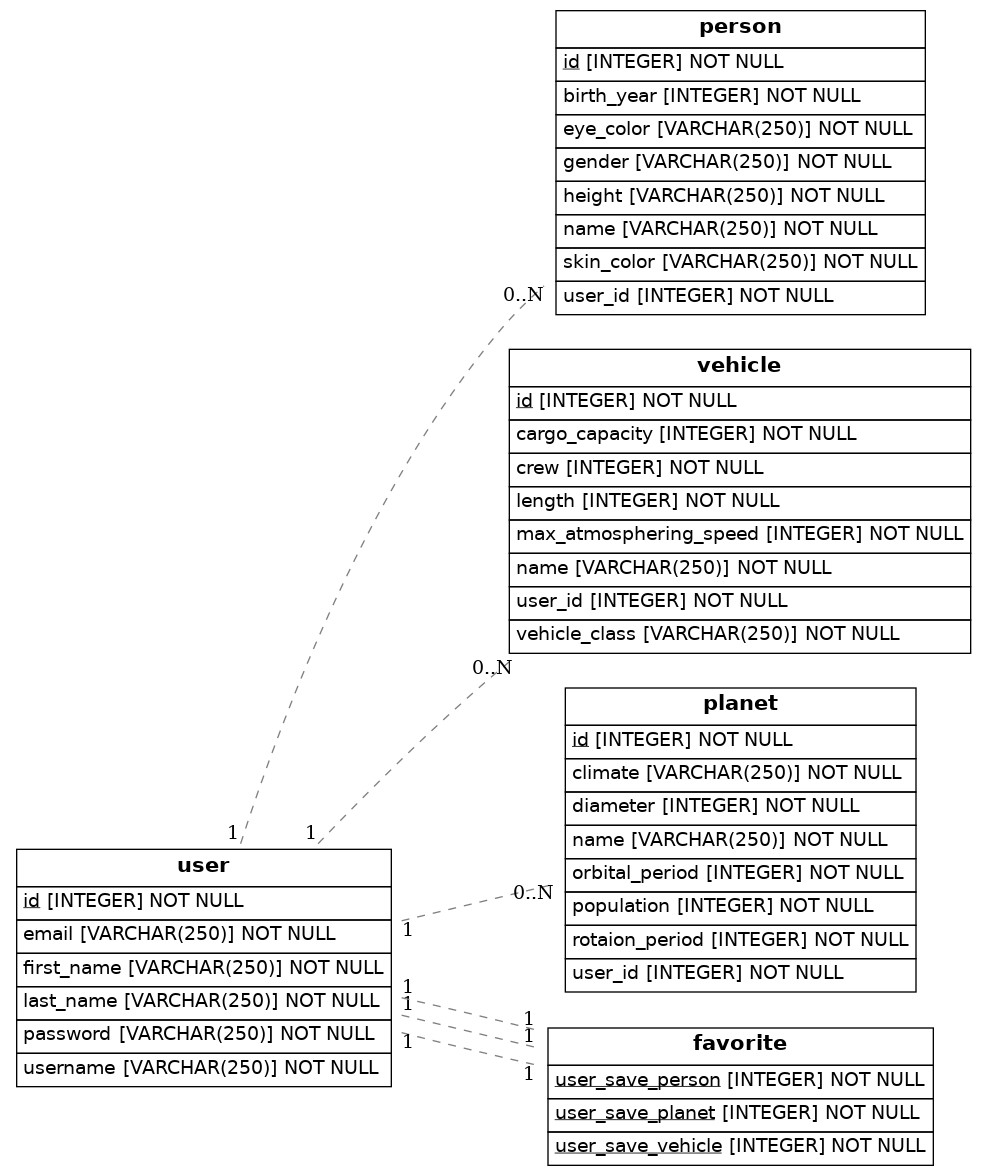 person
id [INTEGER] NOT NULL
birth_year [INTEGER] NOT NULL
eye_color [VARCHAR(250)] NOT NULL
gender [VARCHAR(250)] NOT NULL
height [VARCHAR(250)] NOT NULL
name [VARCHAR(250)] NOT NULL
skin_color [VARCHAR(250)] NOT NULL
user_id [INTEGER] NOT NULL
0..N
vehicle
id [INTEGER] NOT NULL
cargo_capacity [INTEGER] NOT NULL
crew [INTEGER] NOT NULL
length [INTEGER] NOT NULL
max_atmosphering_speed [INTEGER] NOT NULL
name [VARCHAR(250)] NOT NULL
user_id [INTEGER] NOT NULL
vehicle_class [VARCHAR(250)] NOT NULL
0..N
planet
id [INTEGER] NOT NULL
climate [VARCHAR(250)] NOT NULL
diameter [INTEGER] NOT NULL
name [VARCHAR(250)] NOT NULL
orbital_period [INTEGER] NOT NULL
population [INTEGER] NOT NULL
rotaion_period [INTEGER] NOT NULL
user_id [INTEGER] NOT NULL
0..N
1
1
user
id [INTEGER] NOT NULL
email [VARCHAR(250)] NOT NULL
first_name [VARCHAR(250)] NOT NULL
last_name [VARCHAR(250)] NOT NULL
password [VARCHAR(250)] NOT NULL
username [VARCHAR(250)] NOT NULL
1
1
1
1
1
1
1
favorite
user_save_person [INTEGER] NOT NULL
user_save_planet [INTEGER] NOT NULL
user_save_vehicle [INTEGER] NOT NULL